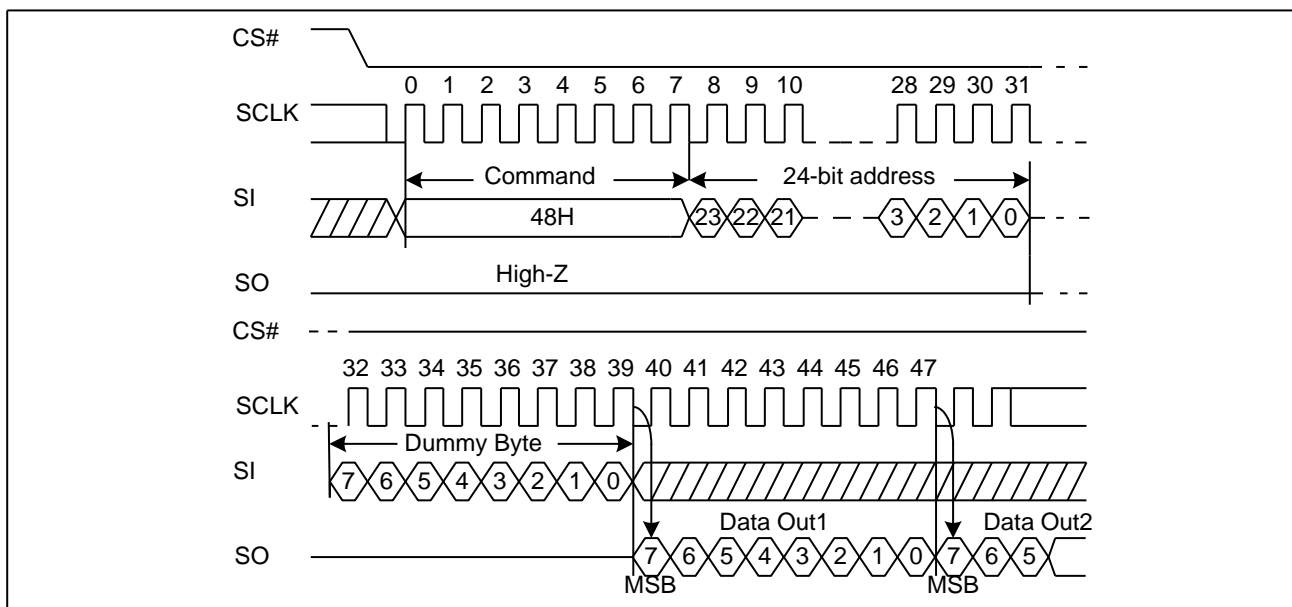 CS#
0 1 2 3 4 5 6 7 8 9 10 28 29 30 31
SCLK
Command 24-bit address
SI
48H 23 22 21 3 2 1 0
High-Z
SO
CS#
32 33 34 35 36 37 38 39 40 41 42 43 44 45 46 47
SCLK
Dummy Byte
SI
7 6 5 4 3 2 1 0
Data Out1 Data Out2
SO
7 6 5 4 3 2 1 0 7 6 5
MSB MSB